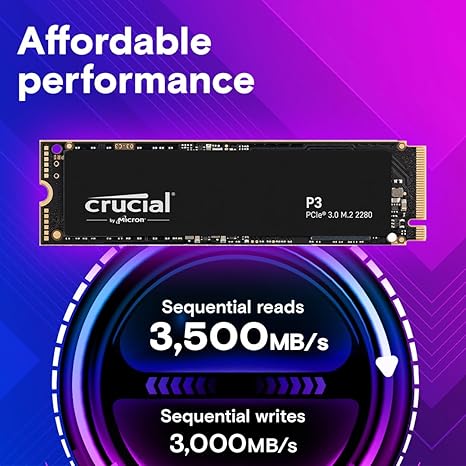 Affordable
performance
crucial®
by Micron®
P3
PCIe® 3.0 M.2 2280
Sequential reads
3,500MB/s
Sequential writes
3,000MB/s